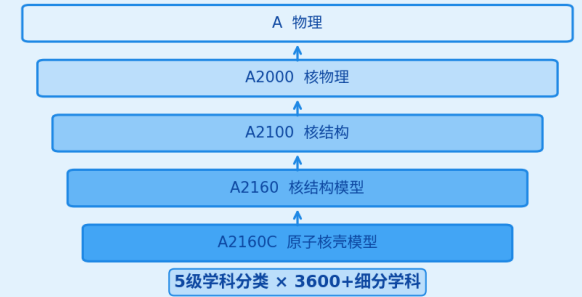 A 物理
A2000 核物理
A2100 核结构
A2160 核结构模型
A2160C 原子核壳模型
5级学科分类 × 3600+细分学科